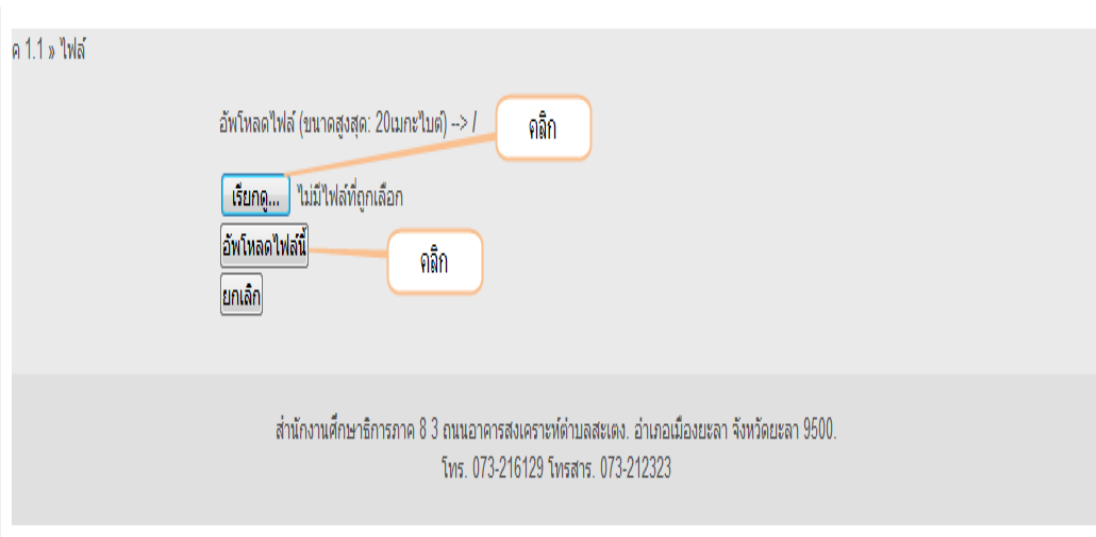 ค 1.1 » ไฟล์
อัพโหลดไฟล์ (ขนาดสูงสุด: 20เมกะไบต์) --> /
คลิ๊ก
เรียกดู... ไม่มีไฟล์ที่ถูกเลือก
อัพโหลดไฟล์นี้
คลิ๊ก
ยกเลิก
สำนักงานศึกษาธิการภาค 8 3 ถนนอาคารสงเคราะห์ตำบลสะเตง. อำเภอเมืองยะลา จังหวัดยะลา 9500.
โทร. 073-216129 โทรสาร. 073-212323